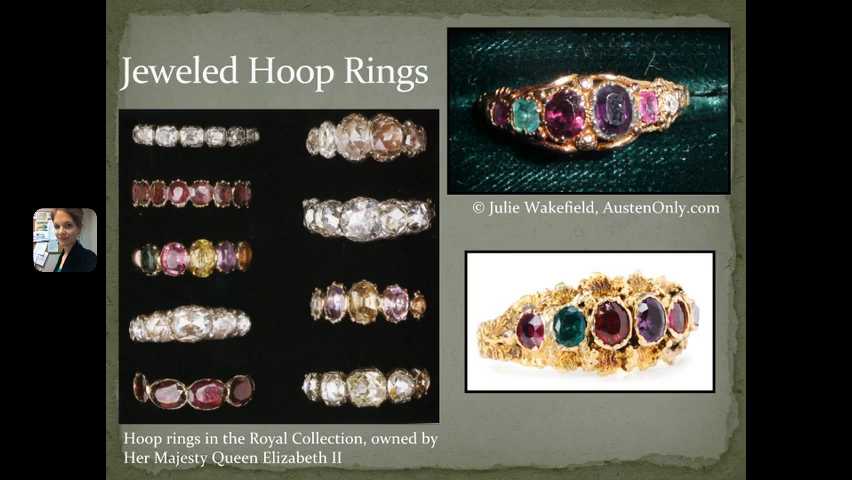 Jeweled Hoop Rings
© Julie Wakefield, AustenOnly.com
Hoop rings in the Royal Collection, owned by
Her Majesty Queen Elizabeth II